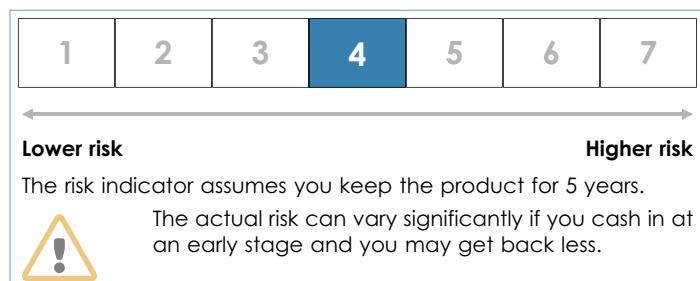 1 2 3 4 5 6 7
Lower risk Higher risk
The risk indicator assumes you keep the product for 5 years.
The actual risk can vary significantly if you cash in at
an early stage and you may get back less.